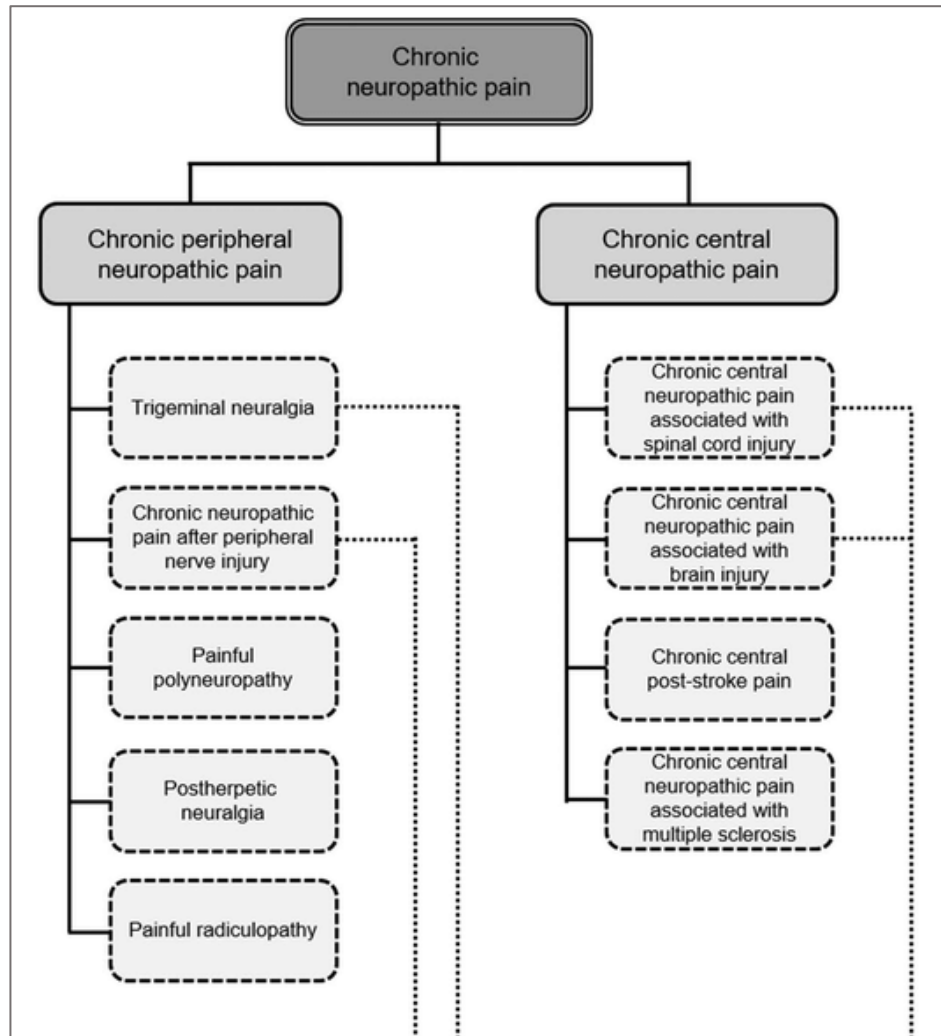 Chronic
neuropathic pain
Chronic peripheral
neuropathic pain
Chronic central
neuropathic pain
Trigeminal neuralgia
Chronic neuropathic
pain after peripheral
nerve injury
Painful
polyneuropathy
Postherpetic
neuralgia
Painful radiculopathy
Chronic central
neuropathic pain
associated with
spinal cord injury
Chronic central
neuropathic pain
associated with
brain injury
Chronic central
post-stroke pain
Chronic central
neuropathic pain
associated with
multiple sclerosis